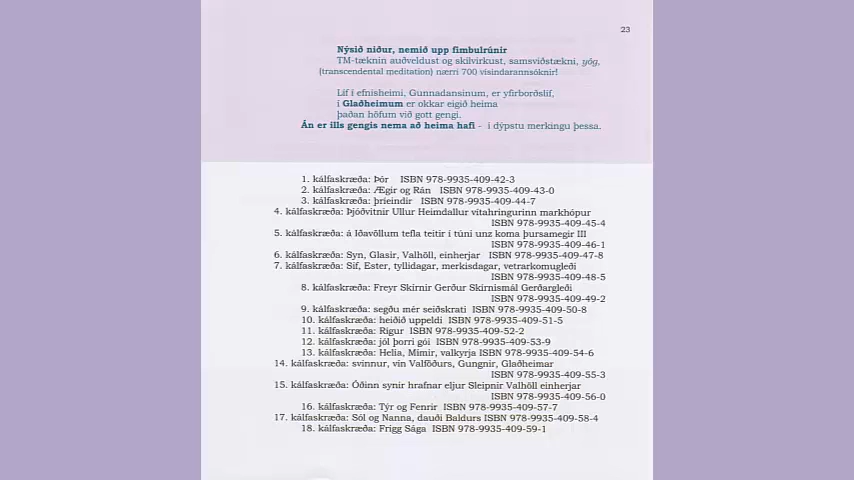 23
Nýsið niður, nemið upp fimbulrúnir
TM-tæknin auðveldust og skilvirkust, samsviðstækni, yóg,
(transcendental meditation) nærri 700 vísindarannsóknir!
Líf í efnisheimi, Gunnadansinum, er yfirborðslíf,
í Glaðheimum er okkar eigið heima
þaðan höfum við gott gengi.
Án er ills gengis nema að heima hafi - í dýpstu merkingu þessa.
1. kálfaskræða: Þór ISBN 978-9935-409-42-3
2. kálfaskræða: Ægir og Rán ISBN 978-9935-409-43-0
3. kálfaskræða: þríeindir ISBN 978-9935-409-44-7
4. kálfaskræða: Þjóðvitnir Ullur Heimdallur vítahringurinn markhópur
ISBN 978-9935-409-45-4
5. kálfaskræða: á Iðavöllum tefla teitir í túni unz koma þursamegir III
ISBN 978-9935-409-46-1
6. kálfaskræða: Syn, Glasir, Valhöll, einherjar ISBN 978-9935-409-47-8
7. kálfaskræða: Sif, Ester, tyllidagar, merkisdagar, vetrarkomugleði
ISBN 978-9935-409-48-5
8. kálfaskræða: Freyr Skírnir Gerður Skírnismál Gerðargleði
ISBN 978-9935-409-49-2
9. kálfaskræða: segðu mér seiðskrati ISBN 978-9935-409-50-8
10. kálfaskræða: heiðið uppeldi ISBN 978-9935-409-51-5
11. kálfaskræða: Rígur ISBN 978-9935-409-52-2
12. kálfaskræða: jól þorri gói ISBN 978-9935-409-53-9
13. kálfaskræða: Helia, Mímir, valkyrja ISBN 978-9935-409-54-6
14. kálfaskræða: svinnur, vin Valföðurs, Gungnir, Glaðheimar
ISBN 978-9935-409-55-3
15. kálfaskræða: Óðinn synir hrafnar eljur Sleipnir Valhöll einherjar
ISBN 978-9935-409-56-0
16. kálfaskræða: Týr og Fenrir ISBN 978-9935-409-57-7
17. kálfaskræða: Sól og Nanna, dauði Baldurs ISBN 978-9935-409-58-4
18. kálfaskræða: Frigg Sága ISBN 978-9935-409-59-1